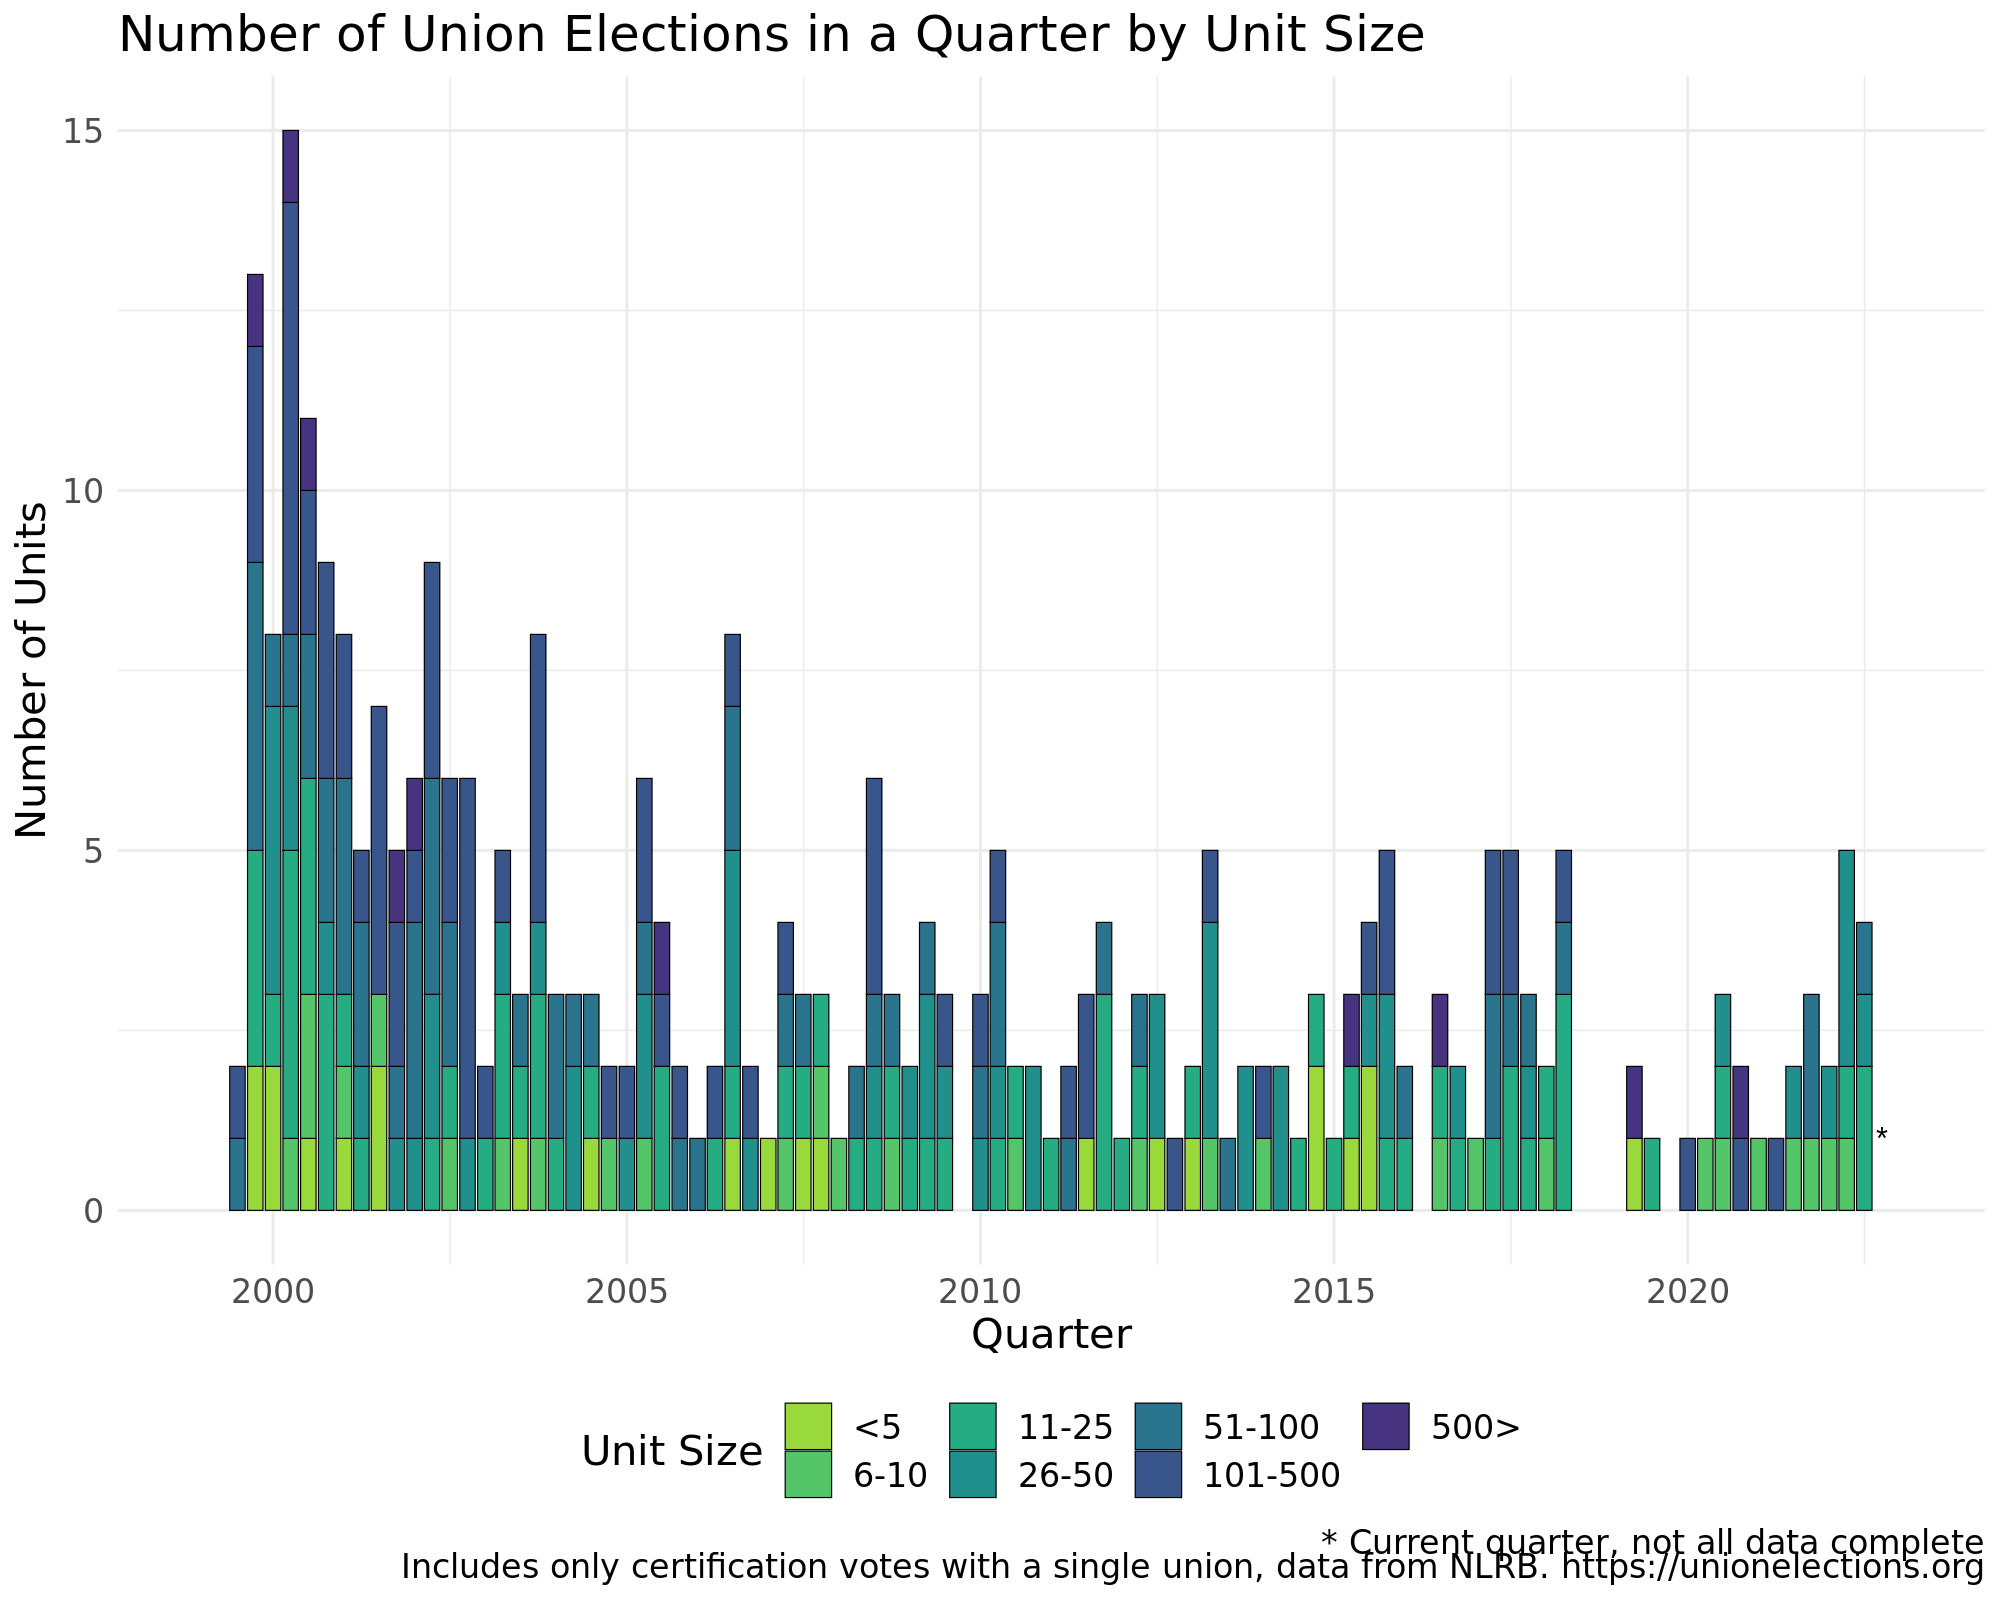 Number of Union Elections in a Quarter by Unit Size
15
10
5
0
Number of Units
2000 2005 2010 2015 2020
*
Quarter
Unit Size
<5 11-25 51-100 500>
6-10 26-50 101-500
* Current quarter, not all data complete
Includes only certification votes with a single union, data from NLRB. https://unionelections.org